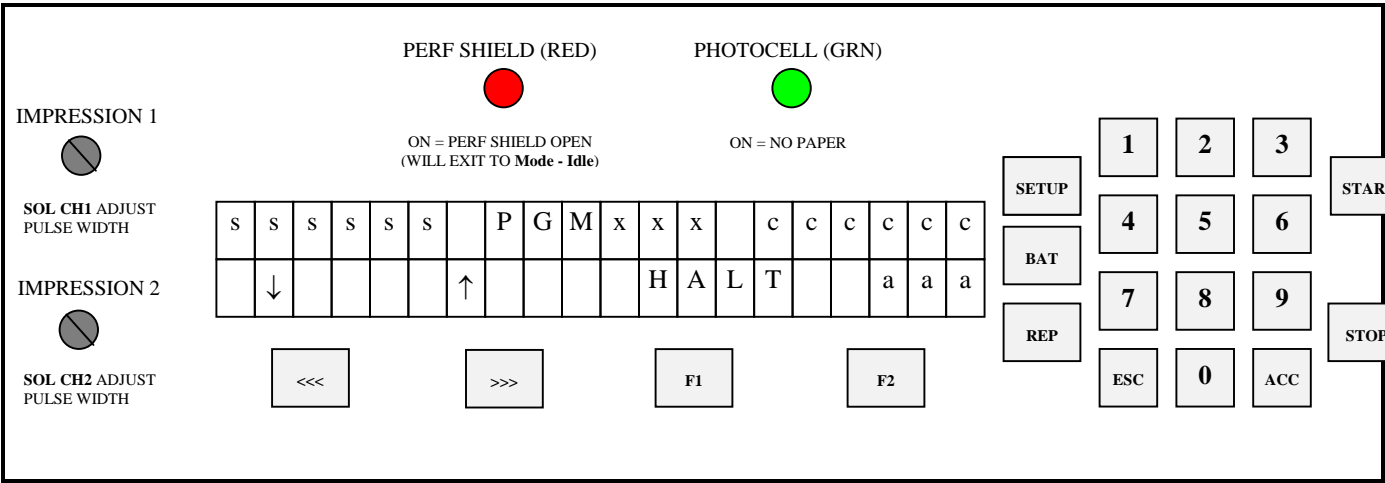 PERF SHIELD (RED)
PHOTOCELL (GRN)
IMPRESSION 1
ON = PERF SHIELD OPEN
(WILL EXIT TO Mode - Idle)
ON = NO PAPER
SOL CH1 ADJUST
PULSE WIDTH
s s s s s s P G M x x x c c c c c c
↓ ↑ H A L T a a a
IMPRESSION 2
SOL CH2 ADJUST
PULSE WIDTH
<<<
>>>
F1
F2
SETUP
BAT
REP
1 2 3
4 5 6
7 8 9
ESC 0 ACC
STAR
STOP